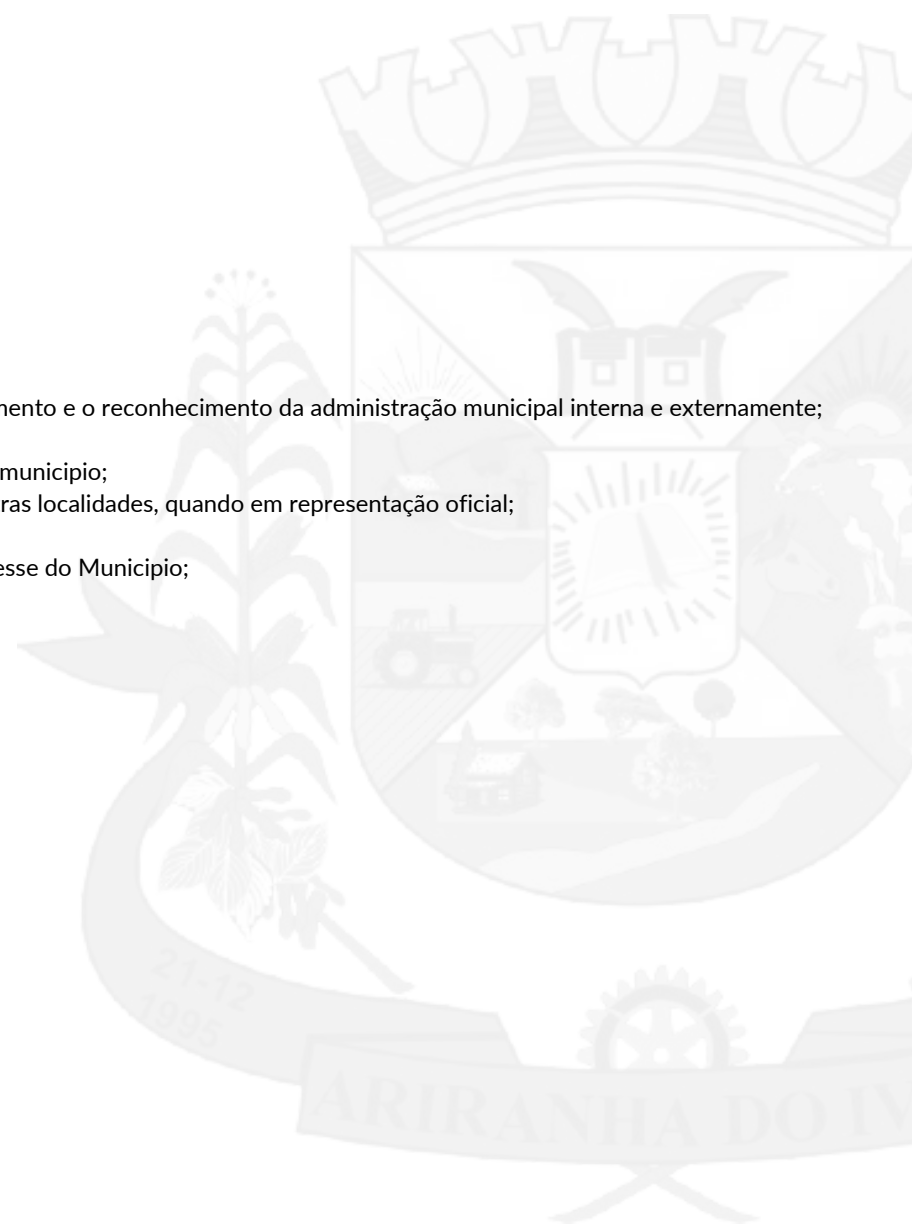 mento e o reconhecimento da administração municipal interna e externamente;
municipio;
ras localidades, quando em representação oficial;
esse do Municipio;
21-12
1995
ARIRANHA DO IV